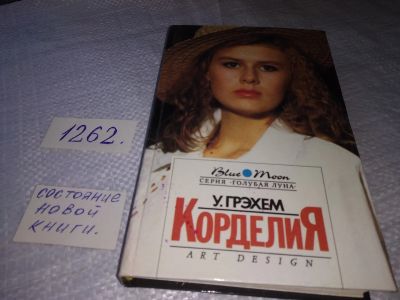 1262.
состояние
новой
книги.
Blue Moon
СЕРИЯ "ГОЛУБАЯ ЛУНА"
У. ГРЭХЕМ
КОРДЕЛИЯ
ART DESIGN